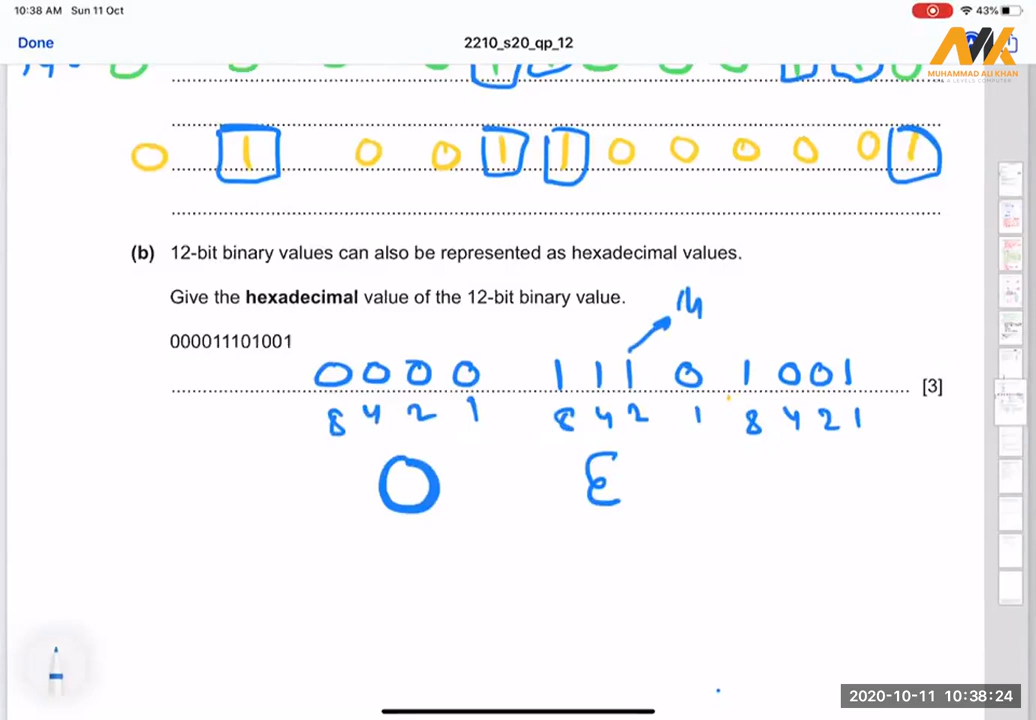 10:38 AM Sun 11 Oct
43%
Done
2210_s20_qp_12
MUHAMMAD ALI KHAN
0 1 0 0 1 1 0 0 0 0 0 1
(b) 12-bit binary values can also be represented as hexadecimal values.
Give the hexadecimal value of the 12-bit binary value.
14
000011101001
0 0 0 0 1 1 1 0 1 0 0 1
[3]
8 4 2 1 8 4 2 1 8 4 2 1
0 E
2020-10-11 10:38:24